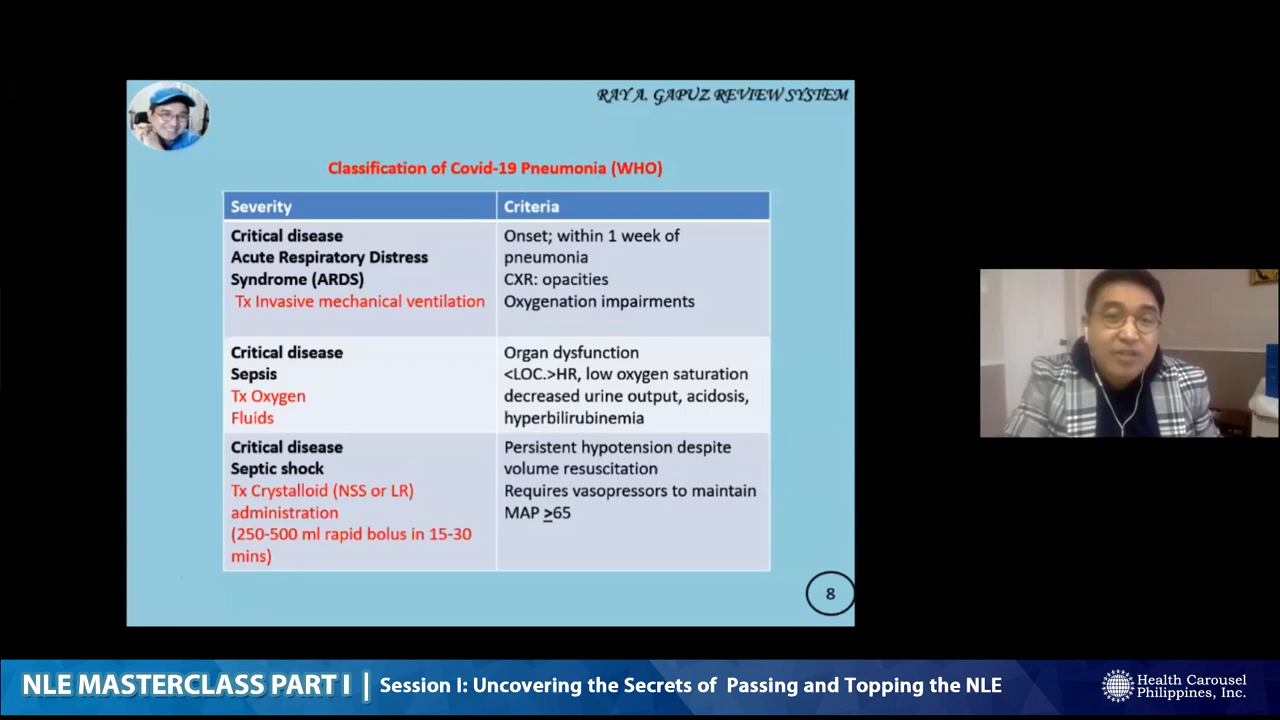 RAY A. GAPUZ REVIEW SYSTEM
Classification of Covid-19 Pneumonia (WHO)
Severity
Criteria
Critical disease
Acute Respiratory Distress
Syndrome (ARDS)
Tx Invasive mechanical ventilation
Onset; within 1 week of
pneumonia
CXR: opacities
Oxygenation impairments
Critical disease
Sepsis
Tx Oxygen
Fluids
Organ dysfunction
<LOC.>HR, low oxygen saturation
decreased urine output, acidosis,
hyperbilirubinemia
Critical disease
Septic shock
Tx Crystalloid (NSS or LR)
administration
(250-500 ml rapid bolus in 15-30
mins)
Persistent hypotension despite
volume resuscitation
Requires vasopressors to maintain
MAP ≥65
8
NLE MASTERCLASS PART I | Session I: Uncovering the Secrets of Passing and Topping the NLE
Health Carousel
Philippines, Inc.